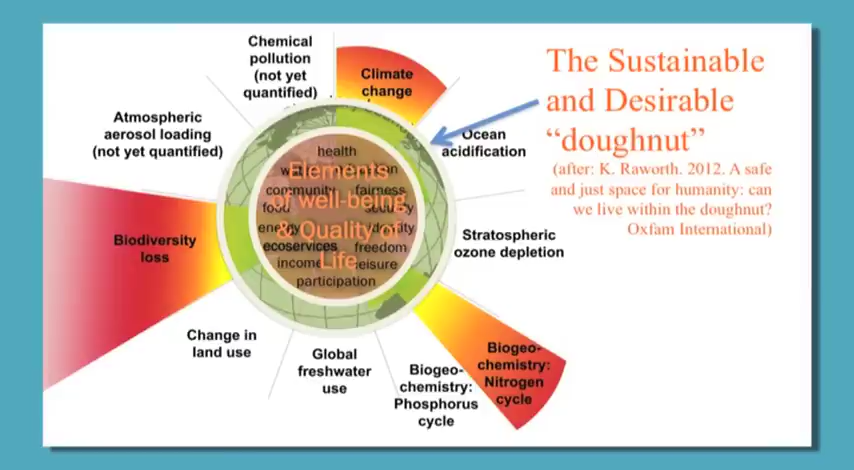 The Sustainable
and Desirable
“doughnut”
(after: K. Raworth. 2012. A safe
and just space for humanity: can
we live within the doughnut?
Oxfam International)
Chemical
pollution
(not yet
quantified)
Climate
change
Ocean
acidification
Stratospheric
ozone depletion
Biogeo-
chemistry:
Nitrogen
cycle
Biogeo-
chemistry:
Phosphorus
cycle
Global
freshwater
use
Change in
land use
Biodiversity
loss
Atmospheric
aerosol loading
(not yet quantified)
Elements
of well-being
& Quality of
Life
health
community fairness
food security
energy identity
ecoservices freedom
income leisure
participation